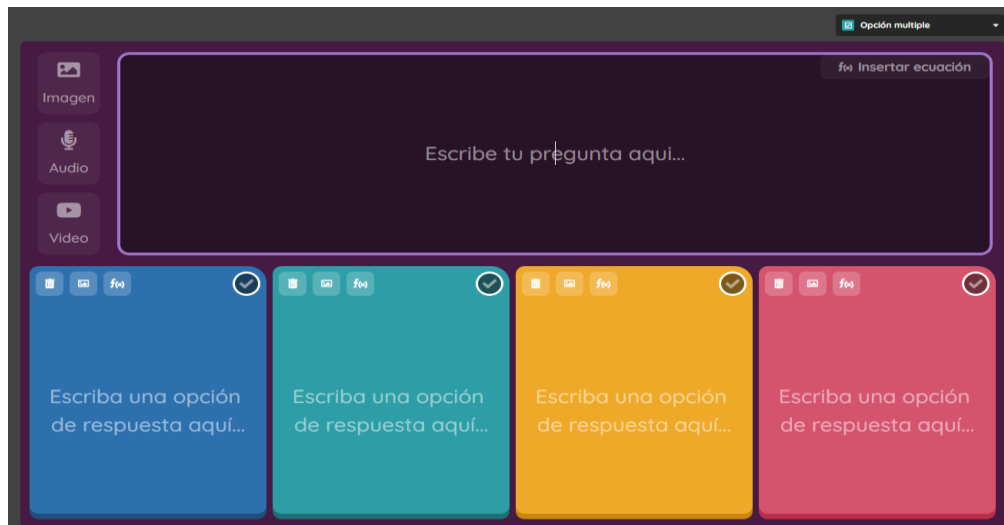 Opción multiple
Imagen
Audio
Video
f(x) Insertar ecuación
Escribe tu pregunta aqui...
f(x)
f(x)
f(x)
f(x)
Escriba una opción
de respuesta aquí...
Escriba una opción
de respuesta aquí...
Escriba una opción
de respuesta aquí...
Escriba una opción
de respuesta aquí...